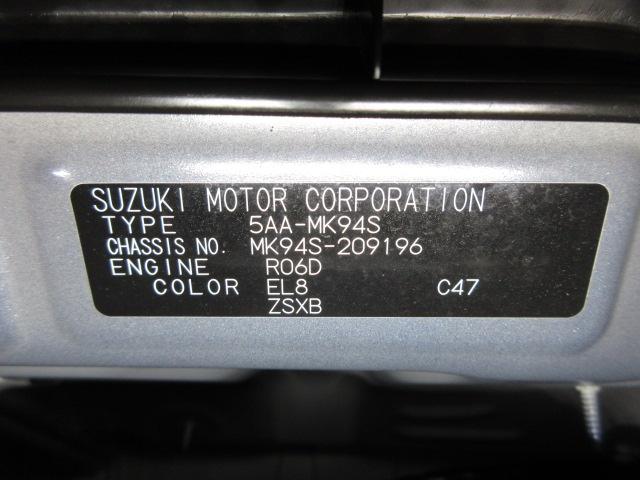 SUZUKI MOTOR CORPORATION
TYPE 5AA-MK94S
CHASSIS NO. MK94S-209196
ENGINE R06D
COLOR EL8 C47
ZSXB